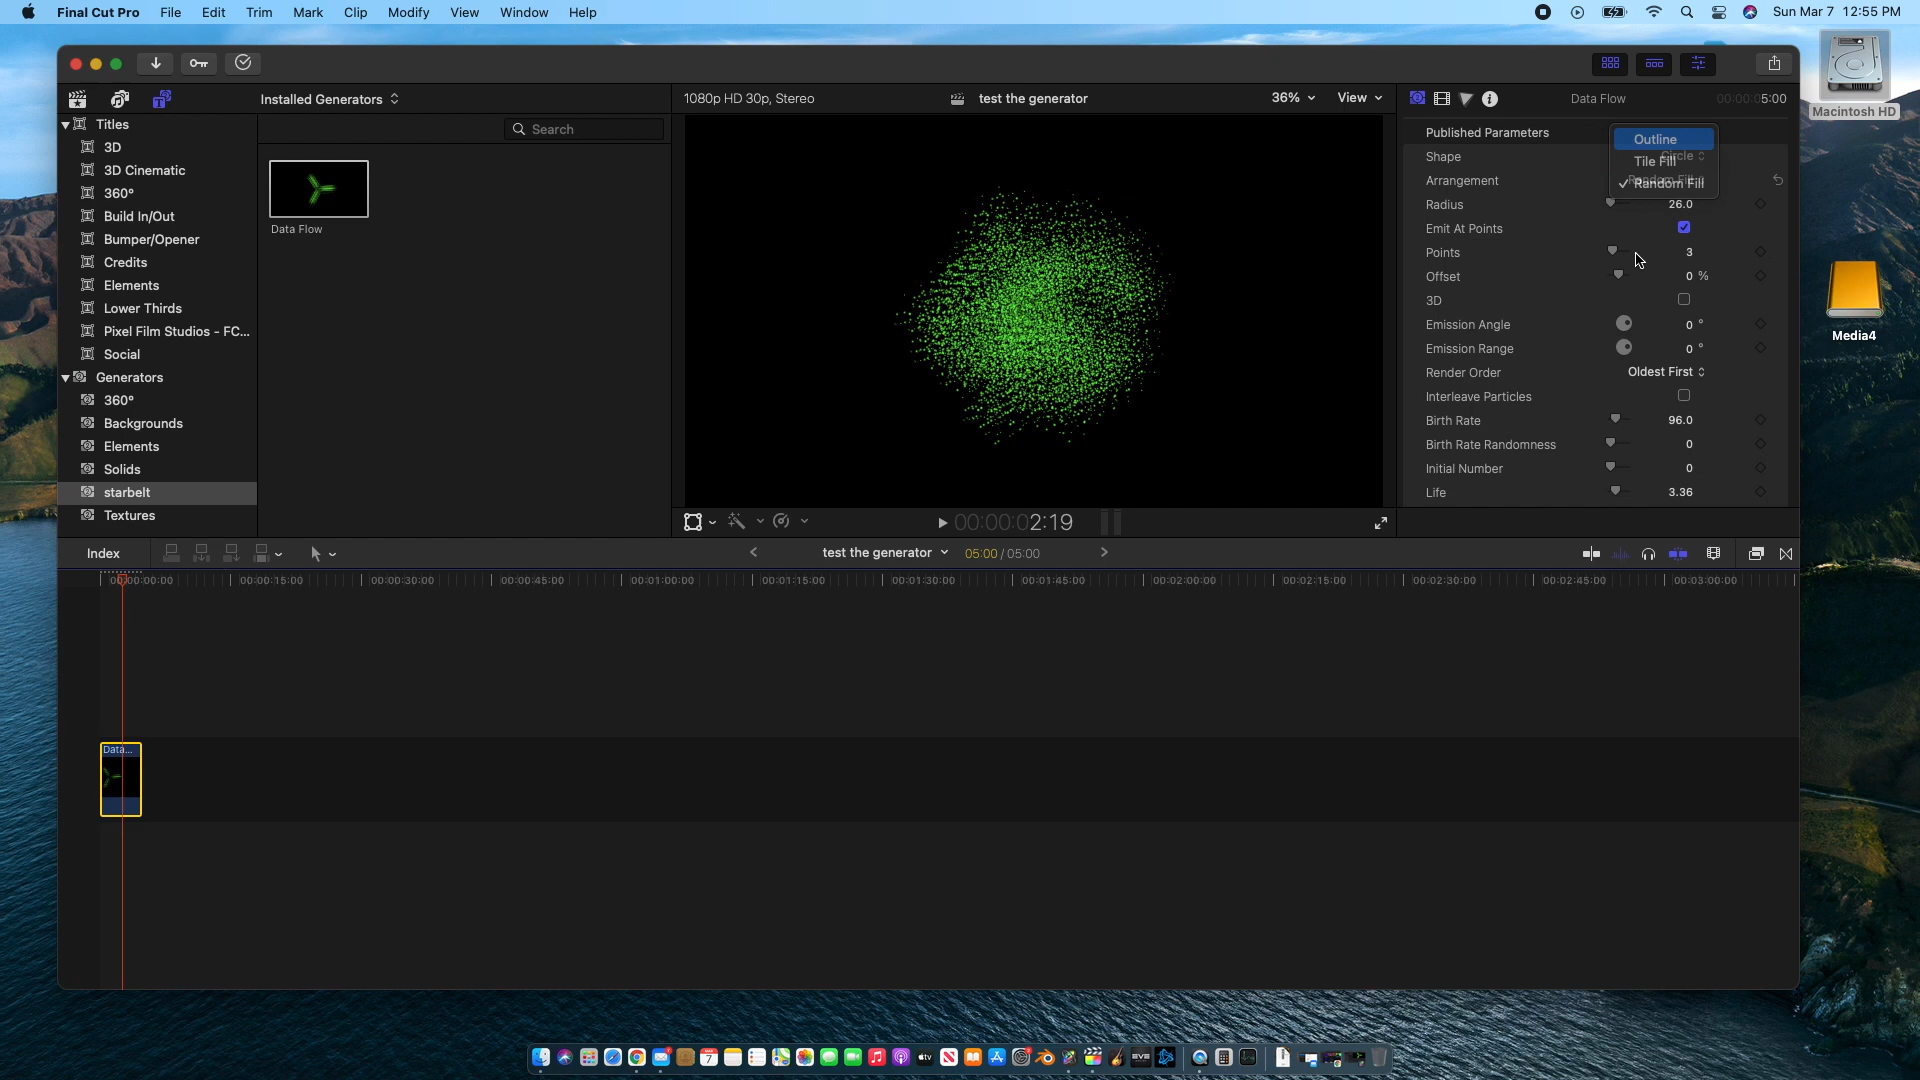 Final Cut Pro File Edit Trim Mark Clip Modify View Window Help Sun Mar 7 12:55 PM
Macintosh HD
Media4
Installed Generators
1080p HD 30p, Stereo test the generator 36% View
Data Flow 00:00:05:00
Search
Titles
3D
3D Cinematic
360°
Build In/Out
Bumper/Opener
Credits
Elements
Lower Thirds
Pixel Film Studios - FC...
Social
Generators
360°
Backgrounds
Elements
Solids
starbelt
Textures
Data Flow
Published Parameters
Outline
Tile Fill
✓ Random Fill
Shape Circle
Arrangement Random Fill
Radius 26.0
Emit At Points
Points 3
Offset 0 %
3D
Emission Angle 0 °
Emission Range 0 °
Render Order Oldest First
Interleave Particles
Birth Rate 96.0
Birth Rate Randomness 0
Initial Number 0
Life 3.36
00:00:02:19
Index test the generator 05:00 / 05:00
00:00:00:00 00:00:15:00 00:00:30:00 00:00:45:00 00:01:00:00 00:01:15:00 00:01:30:00 00:01:45:00 00:02:00:00 00:02:15:00 00:02:30:00 00:02:45:00 00:03:00:00
Data...
7
EVE